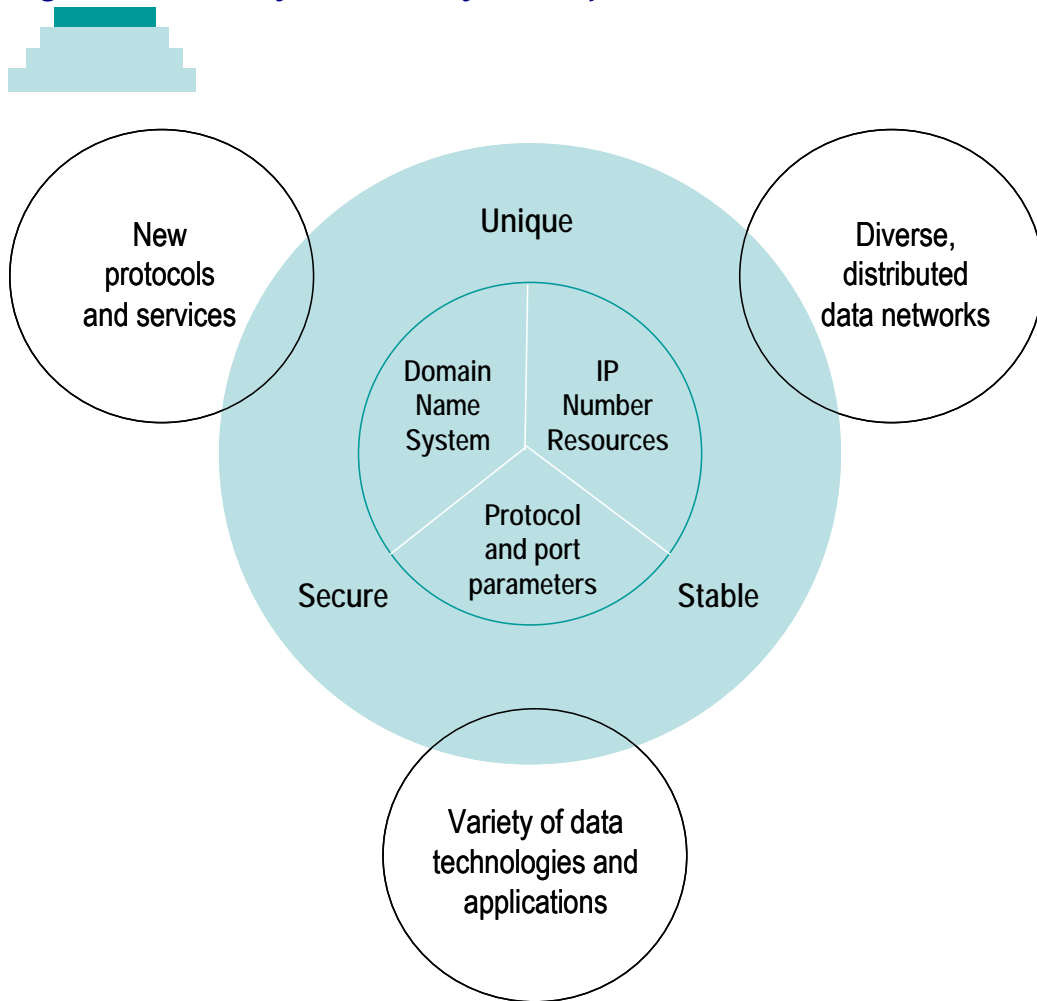 New
protocols
and services
Unique
Diverse,
distributed
data networks
Domain
Name
System
IP
Number
Resources
Protocol
and port
parameters
Secure
Stable
Variety of data
technologies and
applications